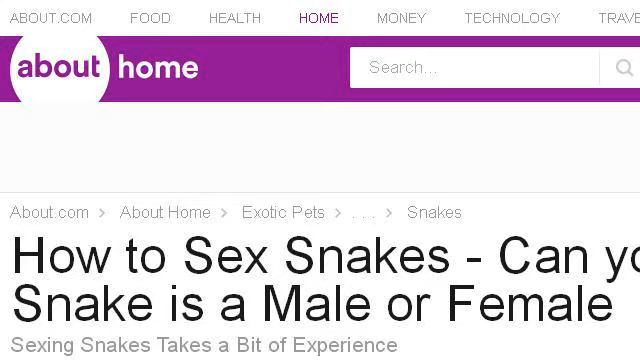 ABOUT.COM FOOD HEALTH HOME MONEY TECHNOLOGY
about home Search...
About.com > About Home > Exotic Pets > . . . > Snakes
How to Sex Snakes - Can
Snake is a Male or Female
Sexing Snakes Takes a Bit of Experience